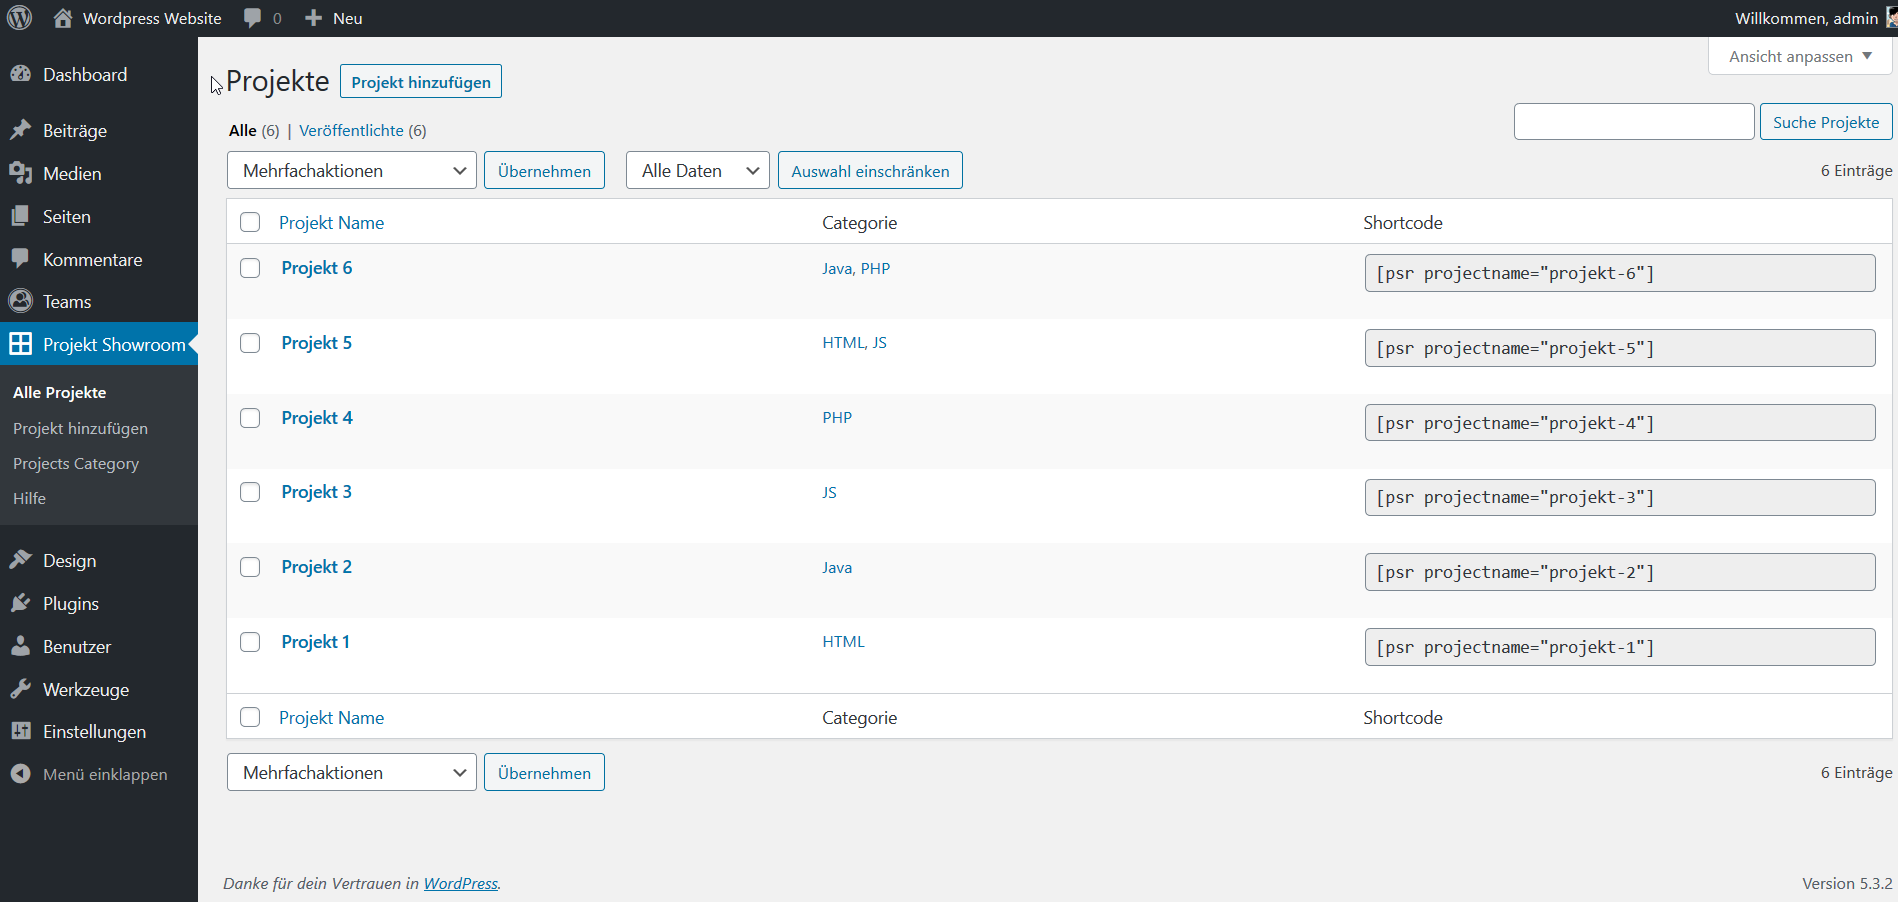 Wordpress Website 0 Neu Willkommen, admin
Dashboard
Beiträge
Medien
Seiten
Kommentare
Teams
Projekt Showroom
Alle Projekte
Projekt hinzufügen
Projects Category
Hilfe
Design
Plugins
Benutzer
Werkzeuge
Einstellungen
Menü einklappen
Ansicht anpassen
Projekte Projekt hinzufügen
Alle (6) | Veröffentlichte (6)
Suche Projekte
Mehrfachaktionen Übernehmen Alle Daten Auswahl einschränken 6 Einträge
Projekt Name Categorie Shortcode
Projekt 6 Java, PHP [psr projectname="projekt-6"]
Projekt 5 HTML, JS [psr projectname="projekt-5"]
Projekt 4 PHP [psr projectname="projekt-4"]
Projekt 3 JS [psr projectname="projekt-3"]
Projekt 2 Java [psr projectname="projekt-2"]
Projekt 1 HTML [psr projectname="projekt-1"]
Projekt Name Categorie Shortcode
Mehrfachaktionen Übernehmen 6 Einträge
Danke für dein Vertrauen in WordPress. Version 5.3.2